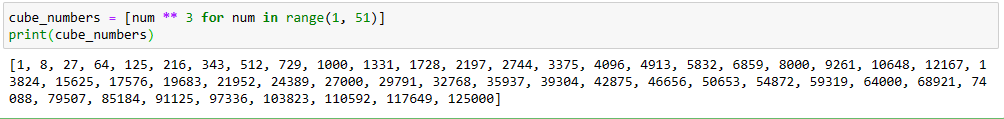 cube_numbers = [num ** 3 for num in range(1, 51)]
print(cube_numbers)
[1, 8, 27, 64, 125, 216, 343, 512, 729, 1000, 1331, 1728, 2197, 2744, 3375, 4096, 4913, 5832, 6859, 8000, 9261, 10648, 12167, 1
3824, 15625, 17576, 19683, 21952, 24389, 27000, 29791, 32768, 35937, 39304, 42875, 46656, 50653, 54872, 59319, 64000, 68921, 74
088, 79507, 85184, 91125, 97336, 103823, 110592, 117649, 125000]